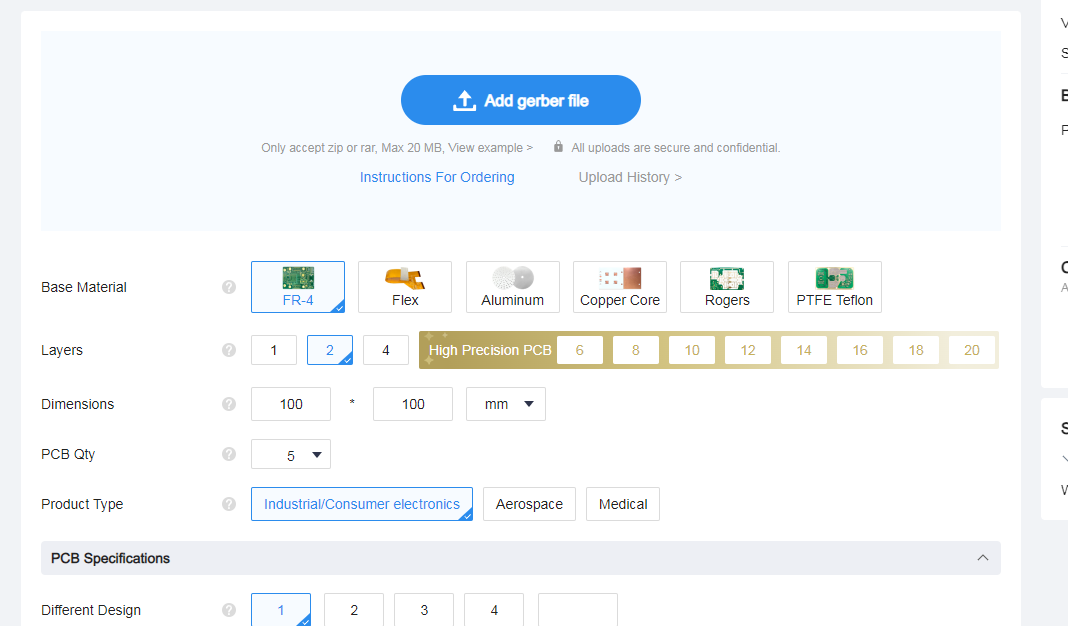 Add gerber file
Only accept zip or rar, Max 20 MB, View example > All uploads are secure and confidential.
Instructions For Ordering Upload History >
Base Material ? FR-4 Flex Aluminum Copper Core Rogers PTFE Teflon
Layers ? 1 2 4 High Precision PCB 6 8 10 12 14 16 18 20
Dimensions ? 100 * 100 mm
PCB Qty ? 5
Product Type ? Industrial/Consumer electronics Aerospace Medical
PCB Specifications
Different Design ? 1 2 3 4